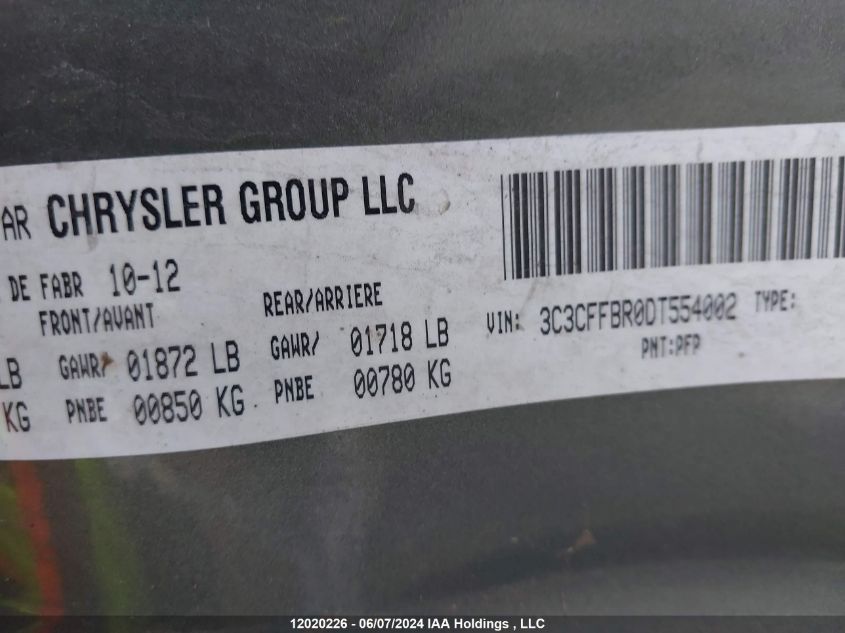 AR CHRYSLER GROUP LLC
DE FABR 10-12
FRONT/AVANT REAR/ARRIERE
LB GAWR/ 01872 LB GAWR/ 01718 LB VIN: 3C3CFFBR0DT554002 TYPE:
KG PNBE 00850 KG PNBE 00780 KG PNT:PFP
12020226 - 06/07/2024 IAA Holdings , LLC